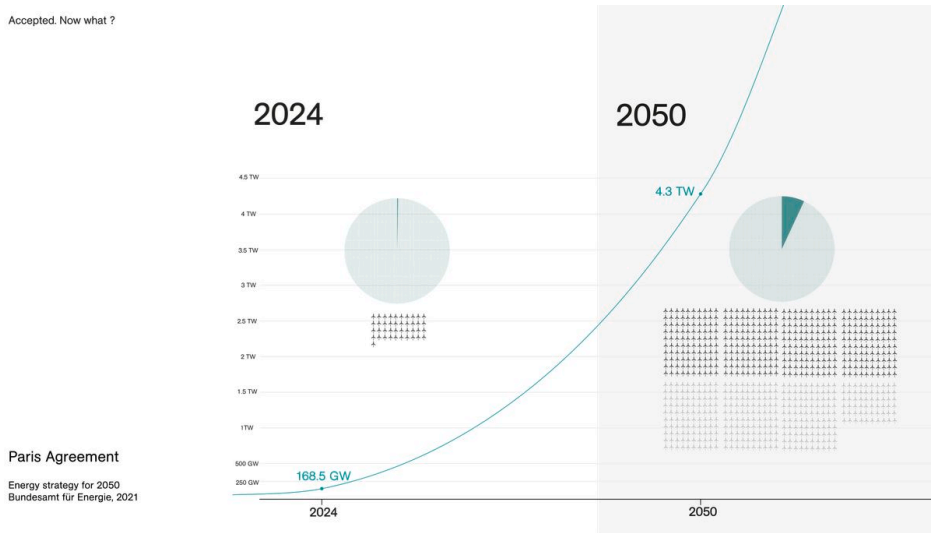 Accepted. Now what ?
2024
2050
4.5 TW
4 TW
3.5 TW
3 TW
2.5 TW
2 TW
1.5 TW
1TW
500 GW
250 GW
4.3 TW
168.5 GW
2024
2050
Paris Agreement
Energy strategy for 2050
Bundesamt für Energie, 2021